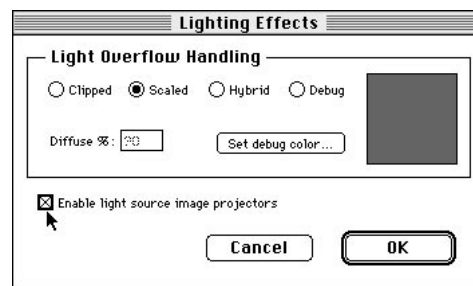 Lighting Effects
Light Overflow Handling
Clipped Scaled Hybrid Debug
Diffuse %: 90 Set debug color...
Enable light source image projectors
Cancel OK